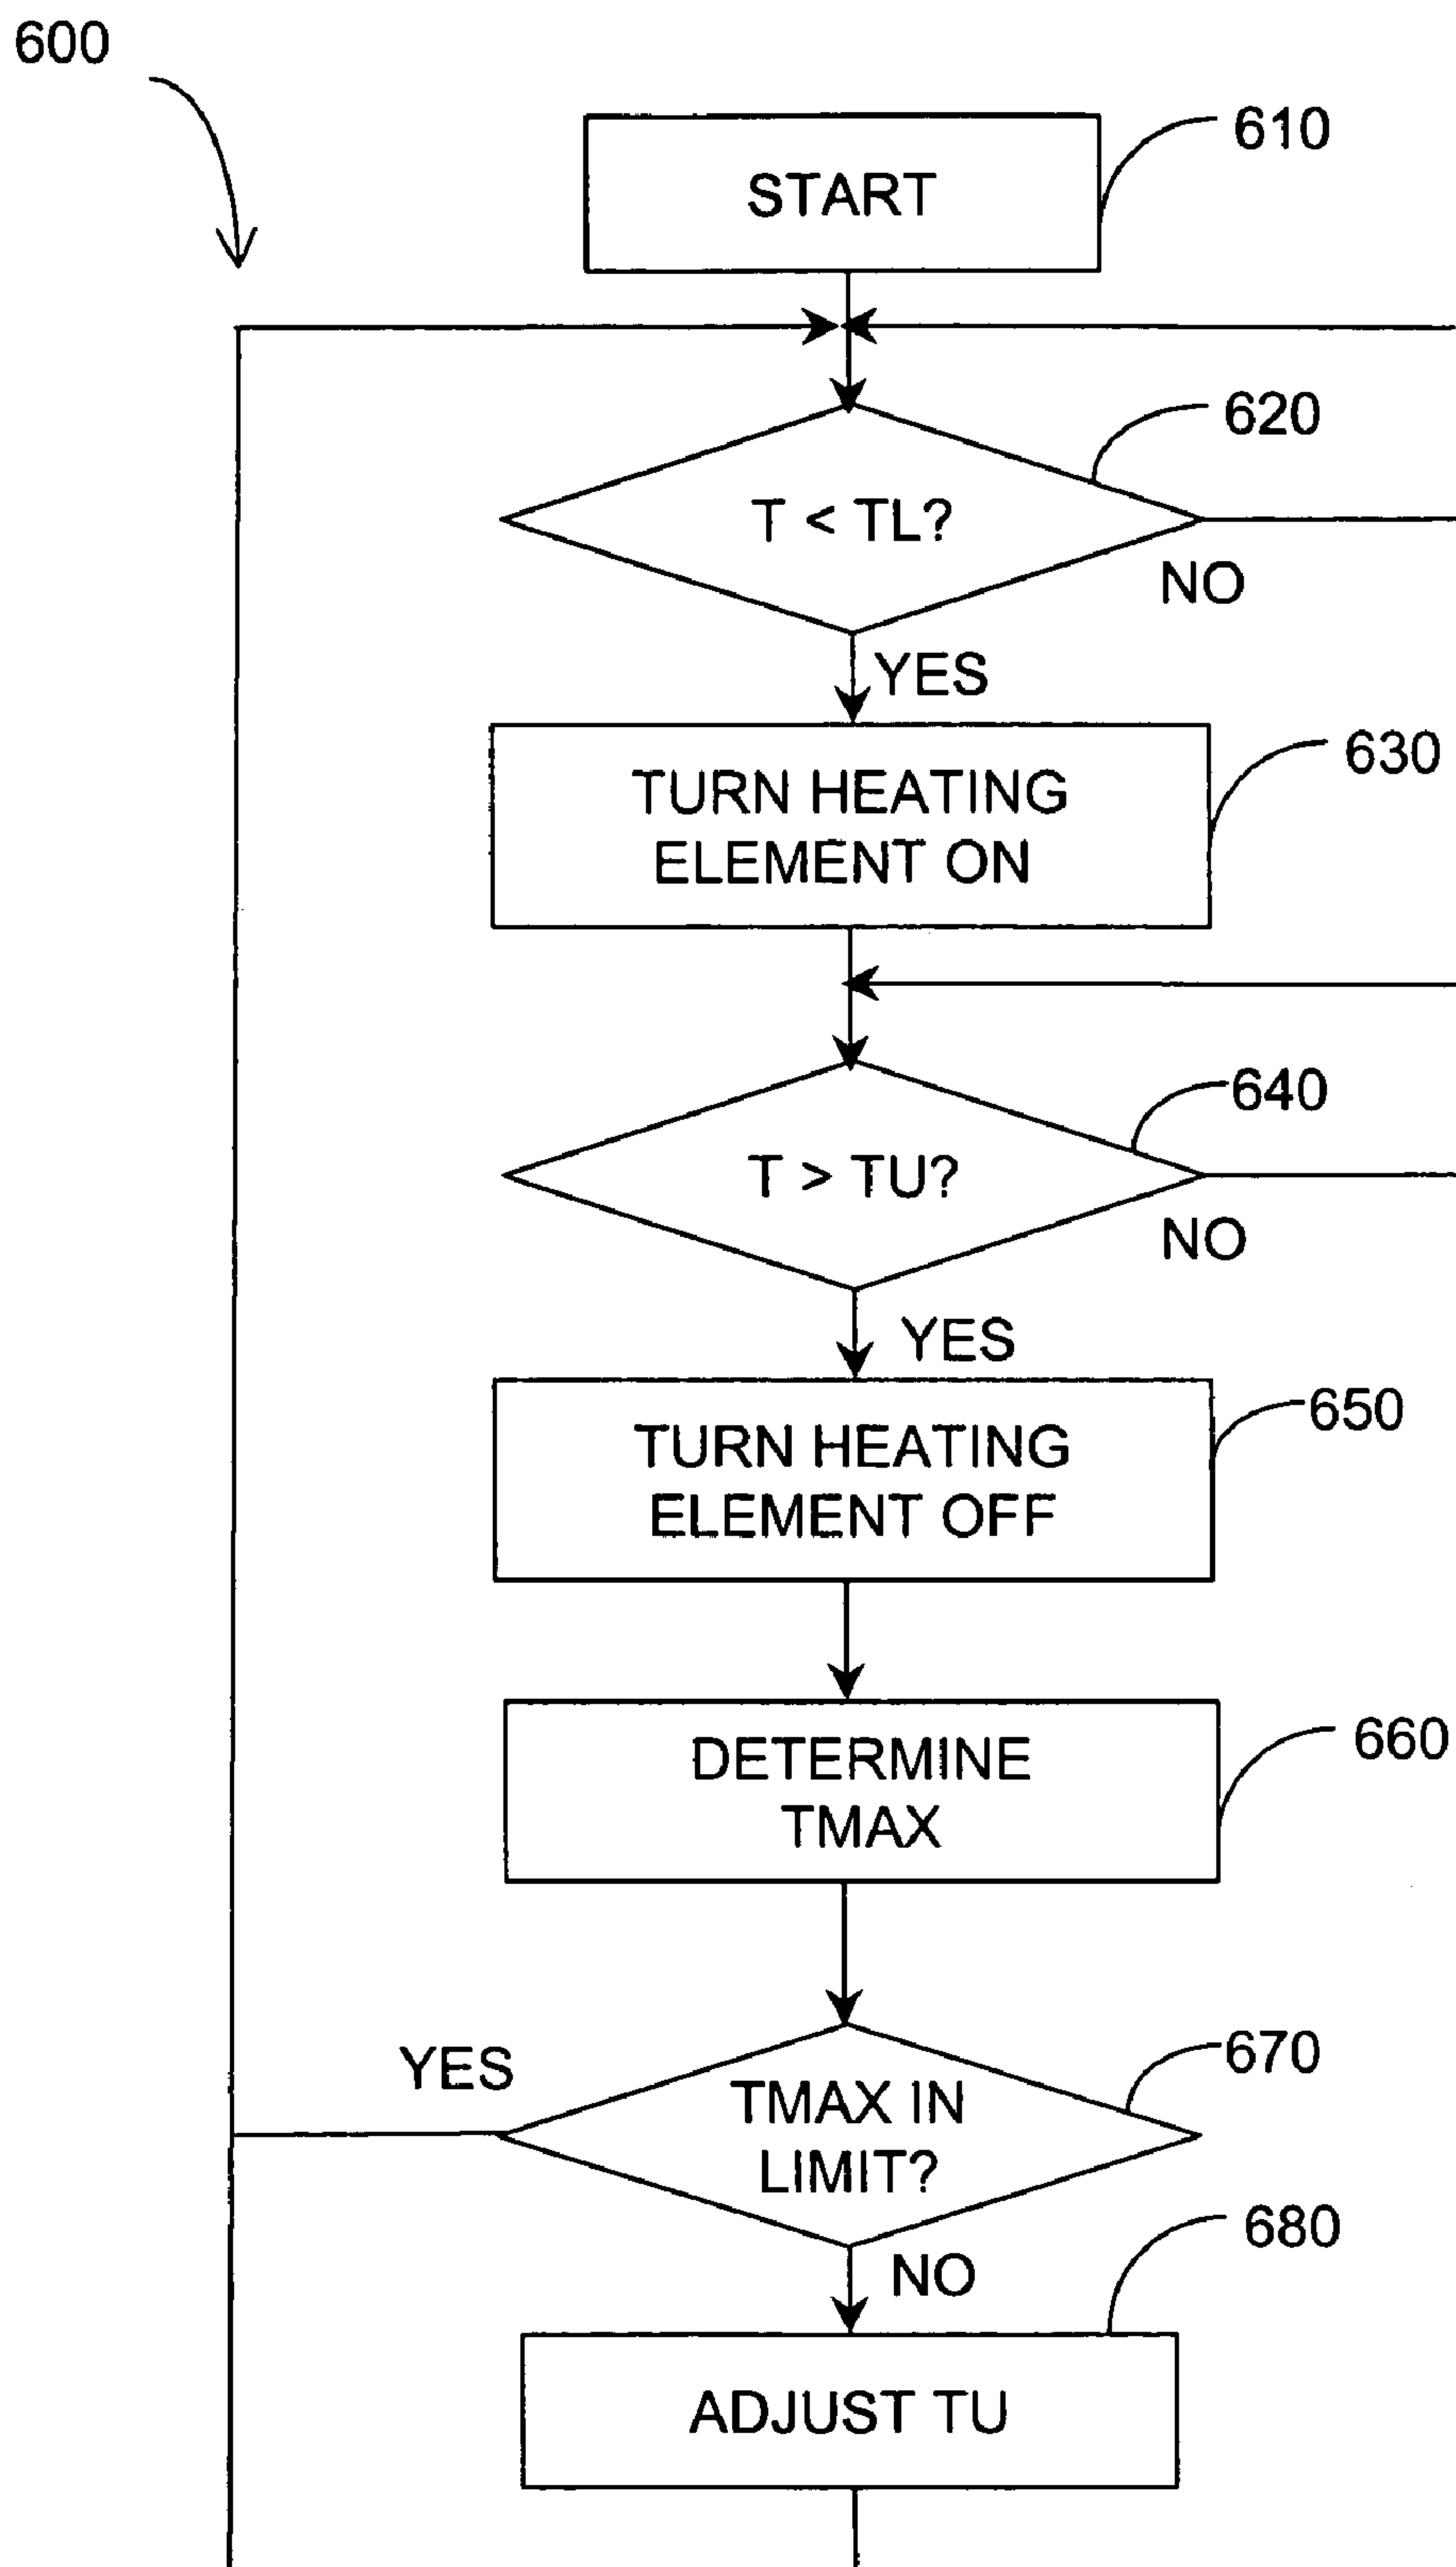 600
610
START
620
T < TL?
NO
YES
630
TURN HEATING
ELEMENT ON
640
T > TU?
NO
YES
650
TURN HEATING
ELEMENT OFF
660
DETERMINE
TMAX
670
YES
TMAX IN
LIMIT?
680
NO
ADJUST TU